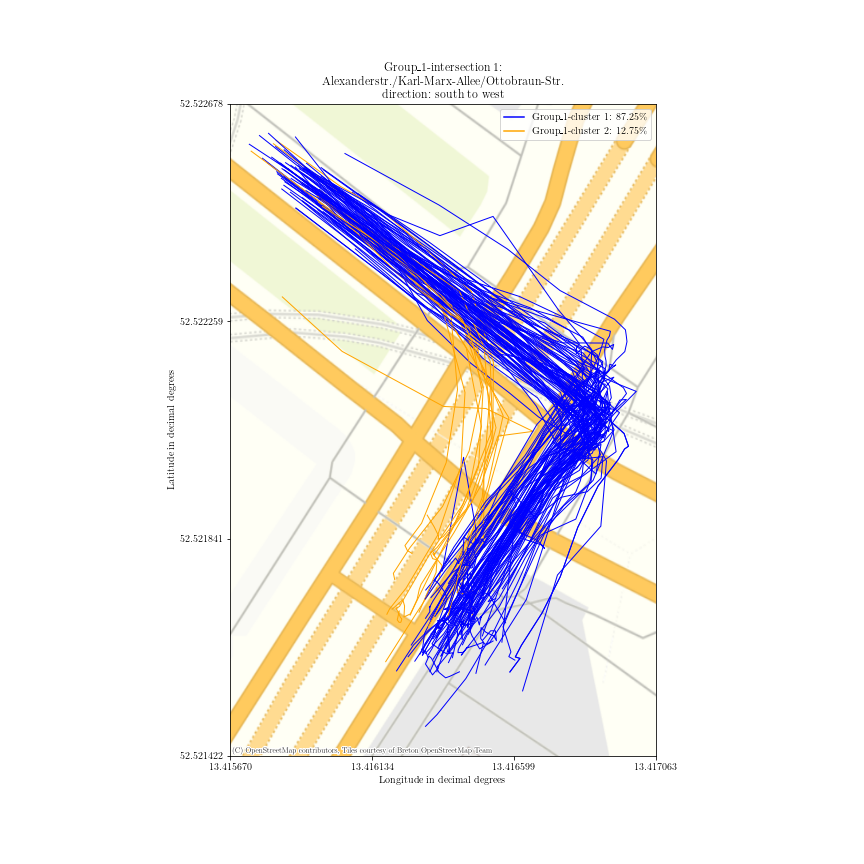 Group_1-intersection 1:
Alexanderstr./Karl-Marx-Allee/Ottobraun-Str.
direction: south to west
52.522678
Group_1-cluster 1: 87.25%
Group_1-cluster 2: 12.75%
52.522259
Latitude in decimal degrees
52.521841
(C) OpenStreetMap contributors, Tiles courtesy of Breton OpenStreetMap Team
52.521422
13.415670
13.416134
13.416599
13.417063
Longitude in decimal degrees